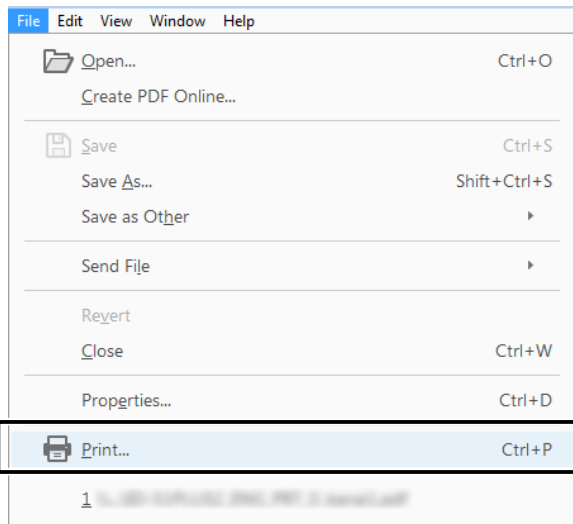 File Edit View Window Help
Open... Ctrl+O
Create PDF Online...
Save Ctrl+S
Save As... Shift+Ctrl+S
Save as Other
Send File
Revert
Close Ctrl+W
Properties... Ctrl+D
Print... Ctrl+P
1